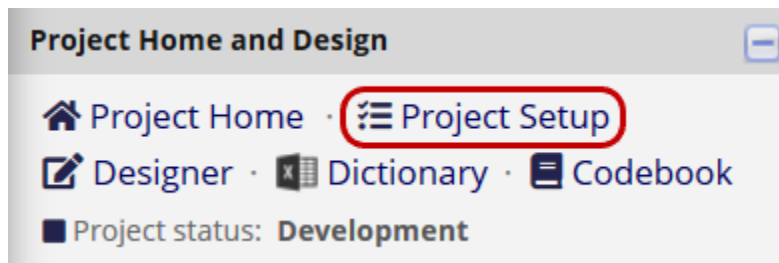 Project Home and Design
Project Home · Project Setup
Designer · Dictionary · Codebook
Project status: Development